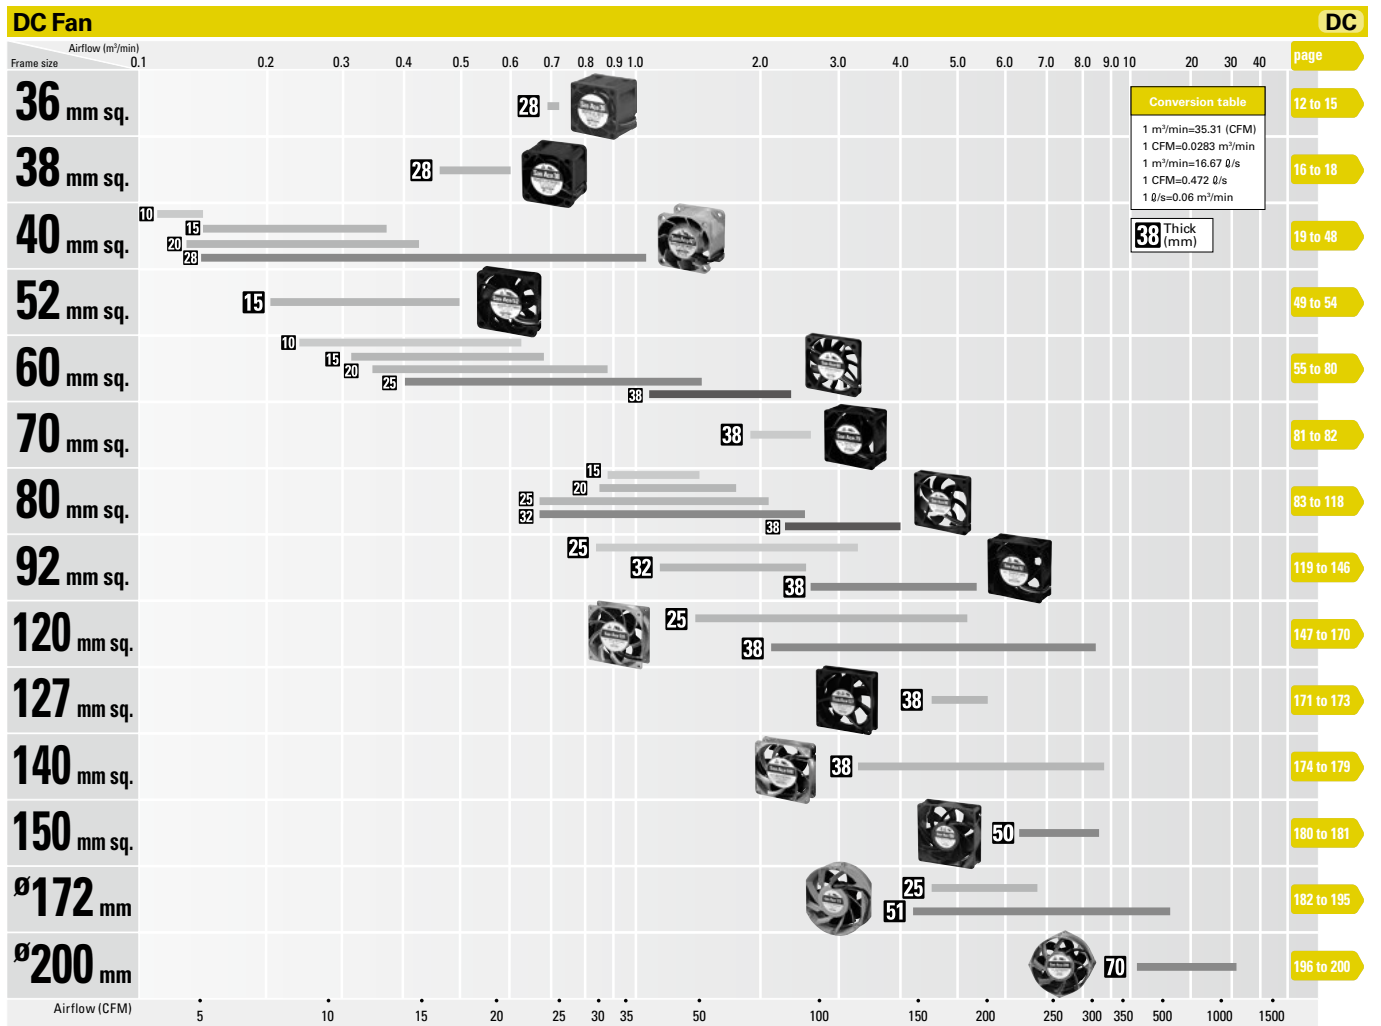 DC Fan
DC
Airflow (m³/min)
Frame size
0.1 0.2 0.3 0.4 0.5 0.6 0.7 0.8 0.9 1.0 2.0 3.0 4.0 5.0 6.0 7.0 8.0 9.0 10 20 30 40
page
36 mm sq.
28
12 to 15
Conversion table
1 m³/min=35.31 (CFM)
1 CFM=0.0283 m³/min
1 m³/min=16.67 ℓ/s
1 CFM=0.472 ℓ/s
1 ℓ/s=0.06 m³/min
38 Thick
(mm)
38 mm sq.
28
16 to 18
40 mm sq.
10
15
20
28
19 to 48
52 mm sq.
15
49 to 54
60 mm sq.
10
15
20
25
38
55 to 80
70 mm sq.
38
81 to 82
80 mm sq.
15
20
25
32
38
83 to 118
92 mm sq.
25
32
38
119 to 146
120 mm sq.
25
38
147 to 170
127 mm sq.
38
171 to 173
140 mm sq.
38
174 to 179
150 mm sq.
50
180 to 181
ø172 mm
25
51
182 to 195
ø200 mm
70
196 to 200
Airflow (CFM)
5 10 15 20 25 30 35 50 100 150 200 250 300 350 500 1000 1500